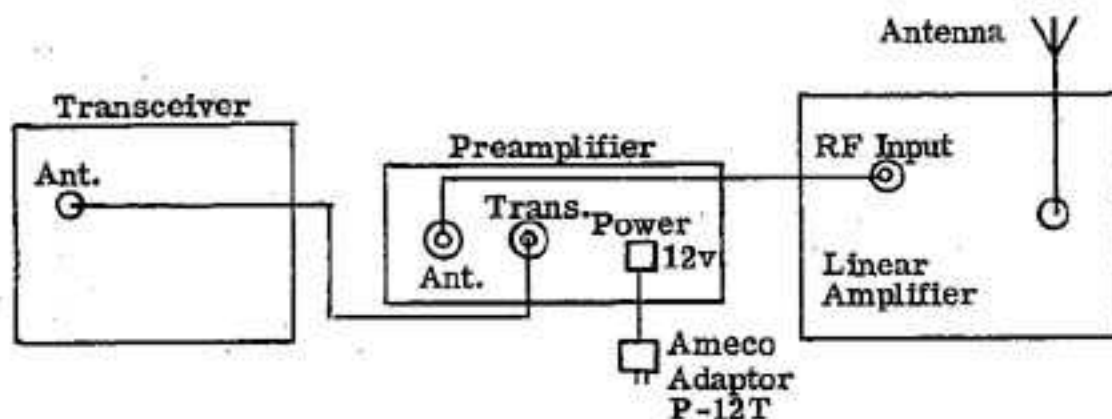 Antenna
Transceiver
Preamplifier
RF Input
Ant.
Trans.
Power
12v
Ant.
Linear
Amplifier
Ameco
Adaptor
P-12T